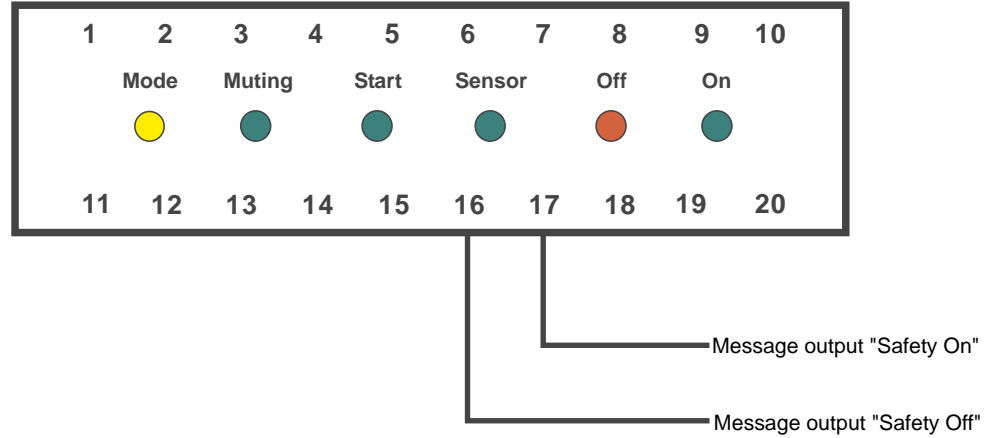 1 2 3 4 5 6 7 8 9 10
Mode Muting Start Sensor Off On
11 12 13 14 15 16 17 18 19 20
Message output "Safety On"
Message output "Safety Off"